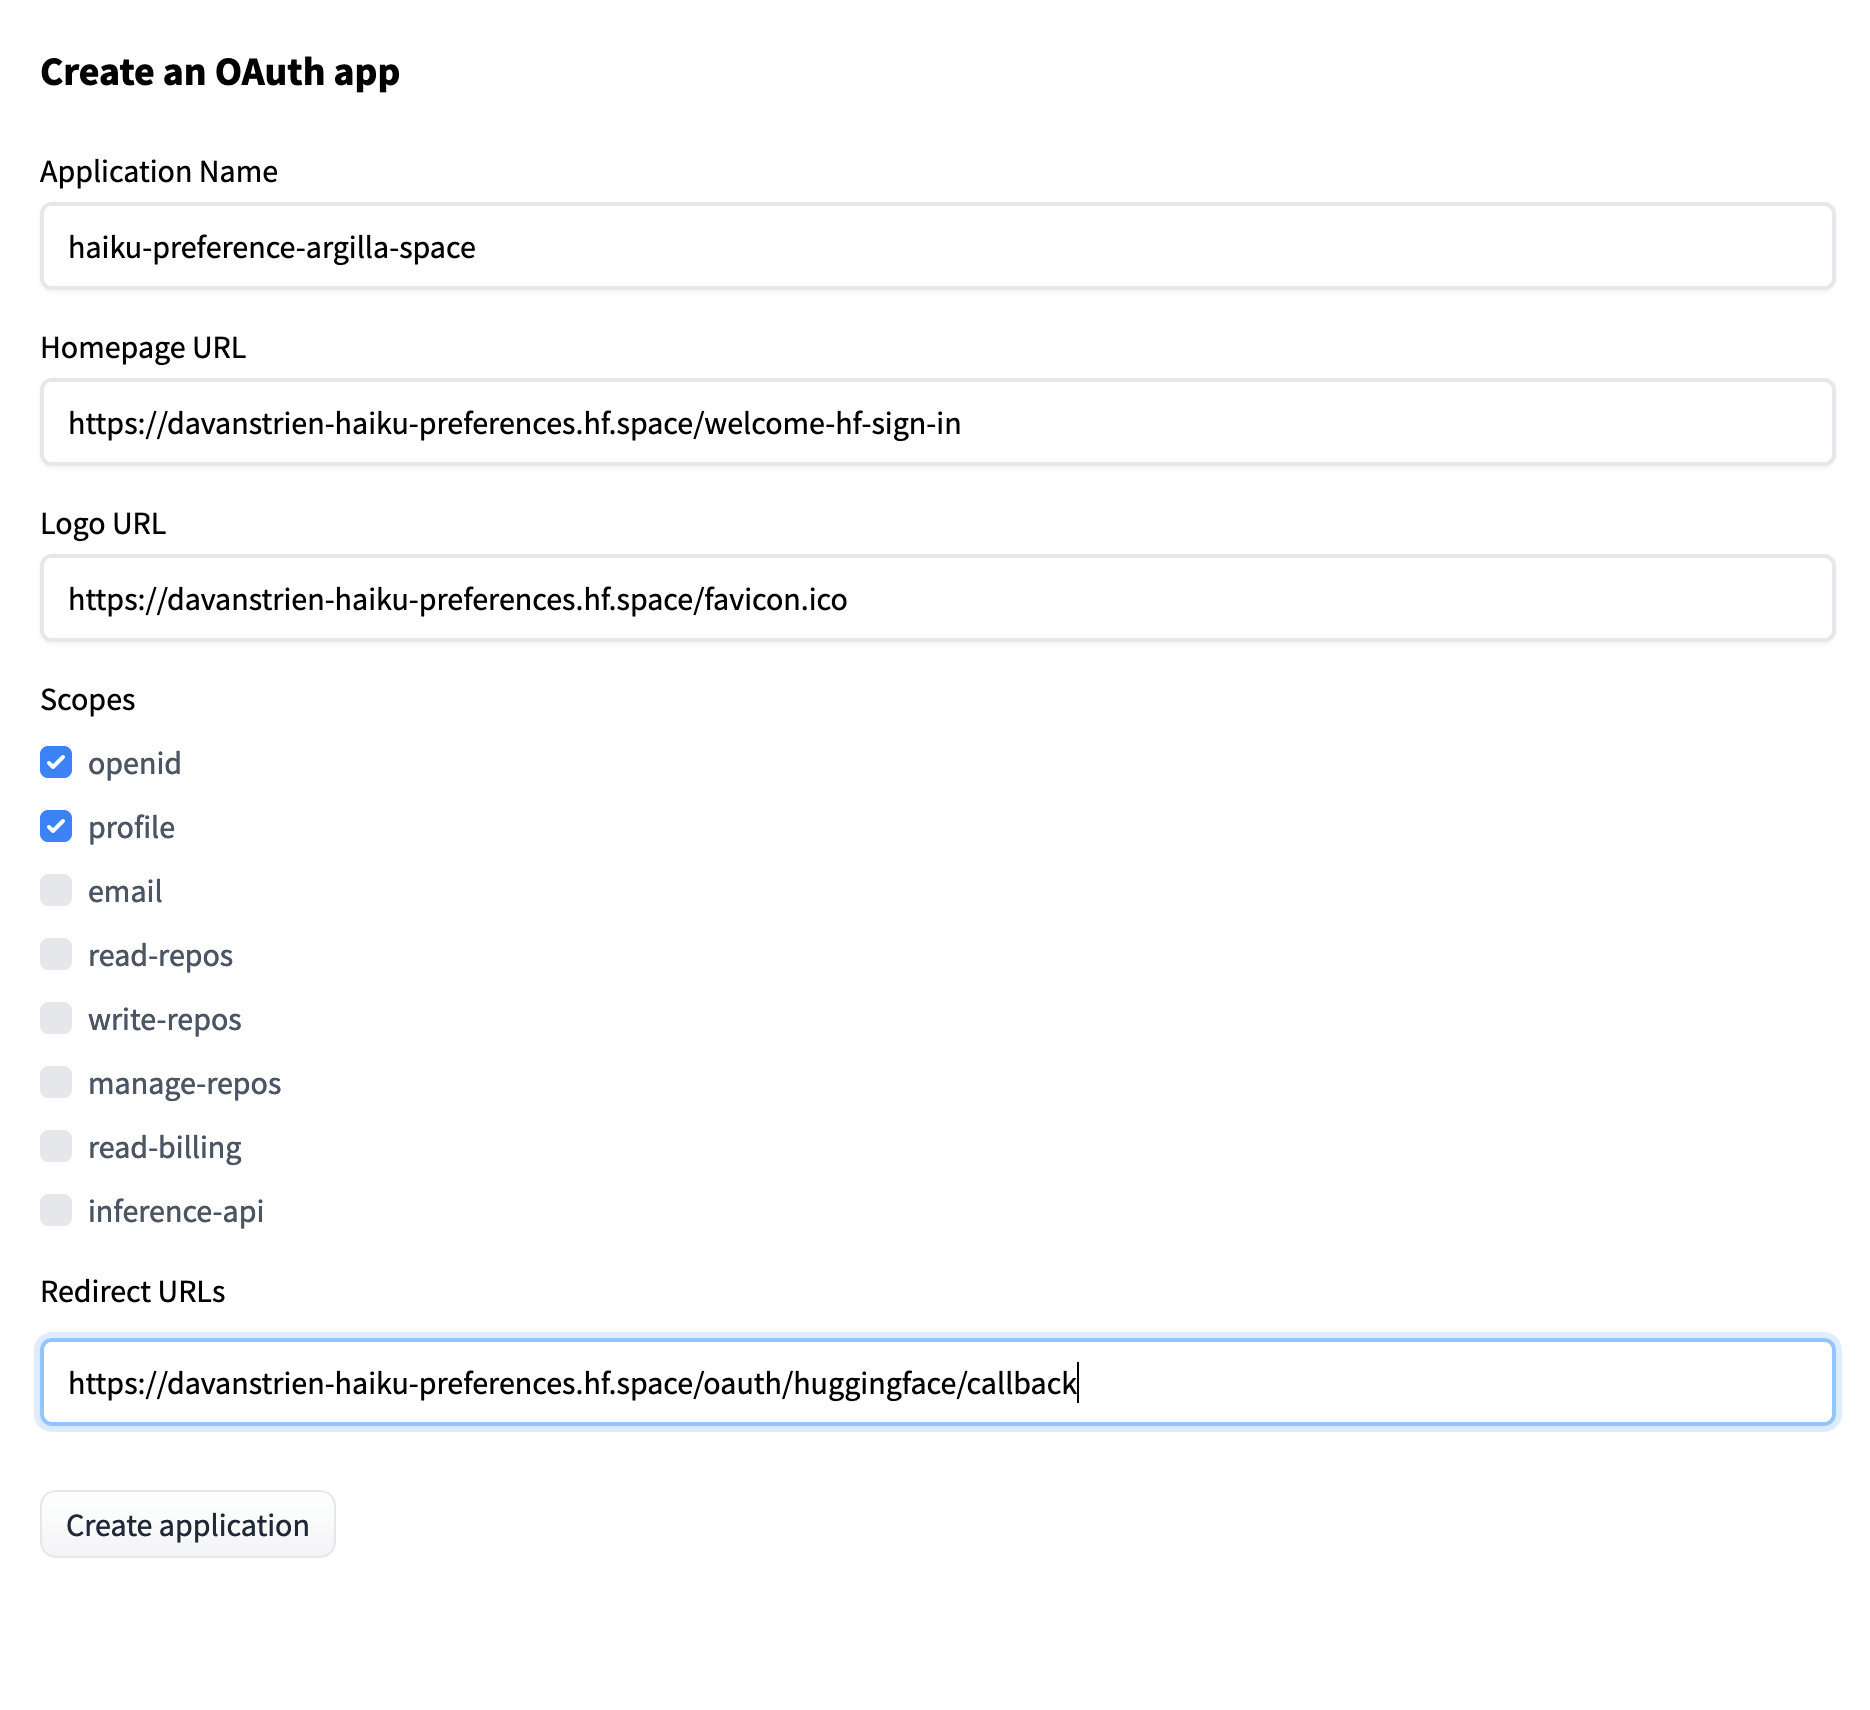 Create an OAuth app
Application Name
haiku-preference-argilla-space
Homepage URL
https://davanstrien-haiku-preferences.hf.space/welcome-hf-sign-in
Logo URL
https://davanstrien-haiku-preferences.hf.space/favicon.ico
Scopes
openid
profile
email
read-repos
write-repos
manage-repos
read-billing
inference-api
Redirect URLs
https://davanstrien-haiku-preferences.hf.space/oauth/huggingface/callback
Create application